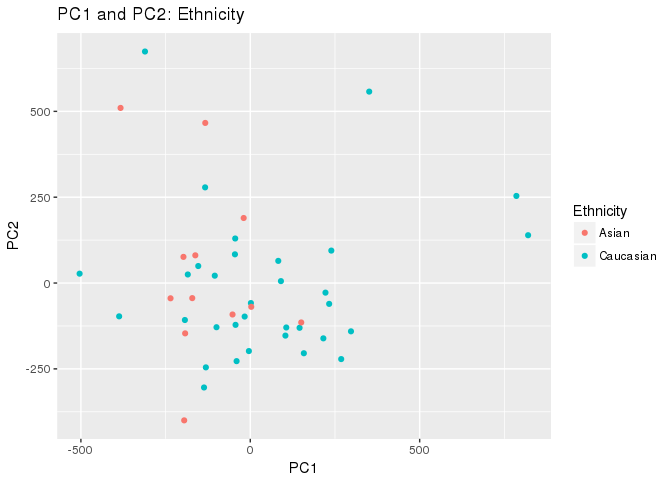 PC1 and PC2: Ethnicity
500
250
0
-250
PC2
-500
0
500
PC1
Ethnicity
Asian
Caucasian